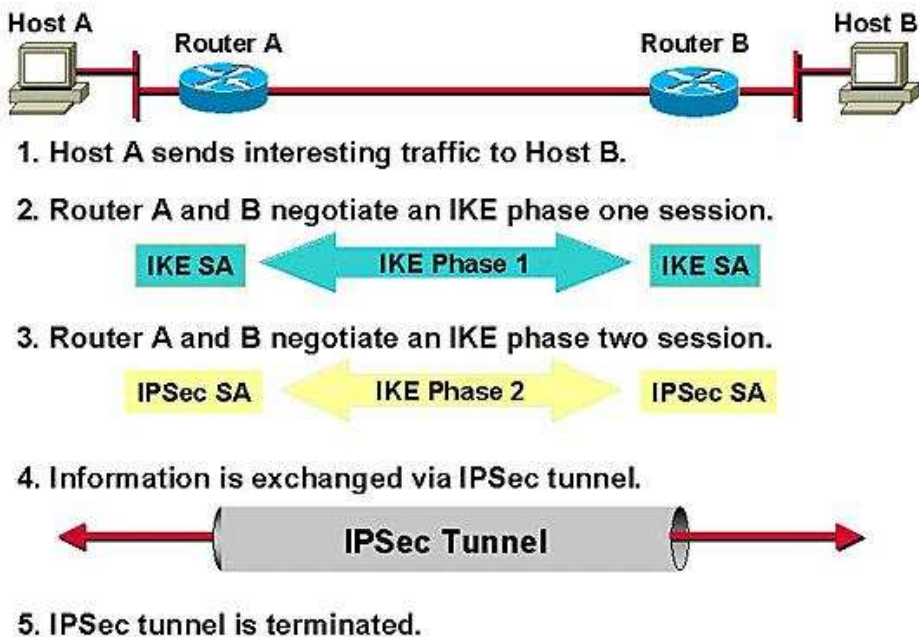 Host A
Host B
Router A
Router B
1. Host A sends interesting traffic to Host B.
2. Router A and B negotiate an IKE phase one session.
IKE SA
IKE Phase 1
IKE SA
3. Router A and B negotiate an IKE phase two session.
IPSec SA
IKE Phase 2
IPSec SA
4. Information is exchanged via IPSec tunnel.
IPSec Tunnel
5. IPSec tunnel is terminated.